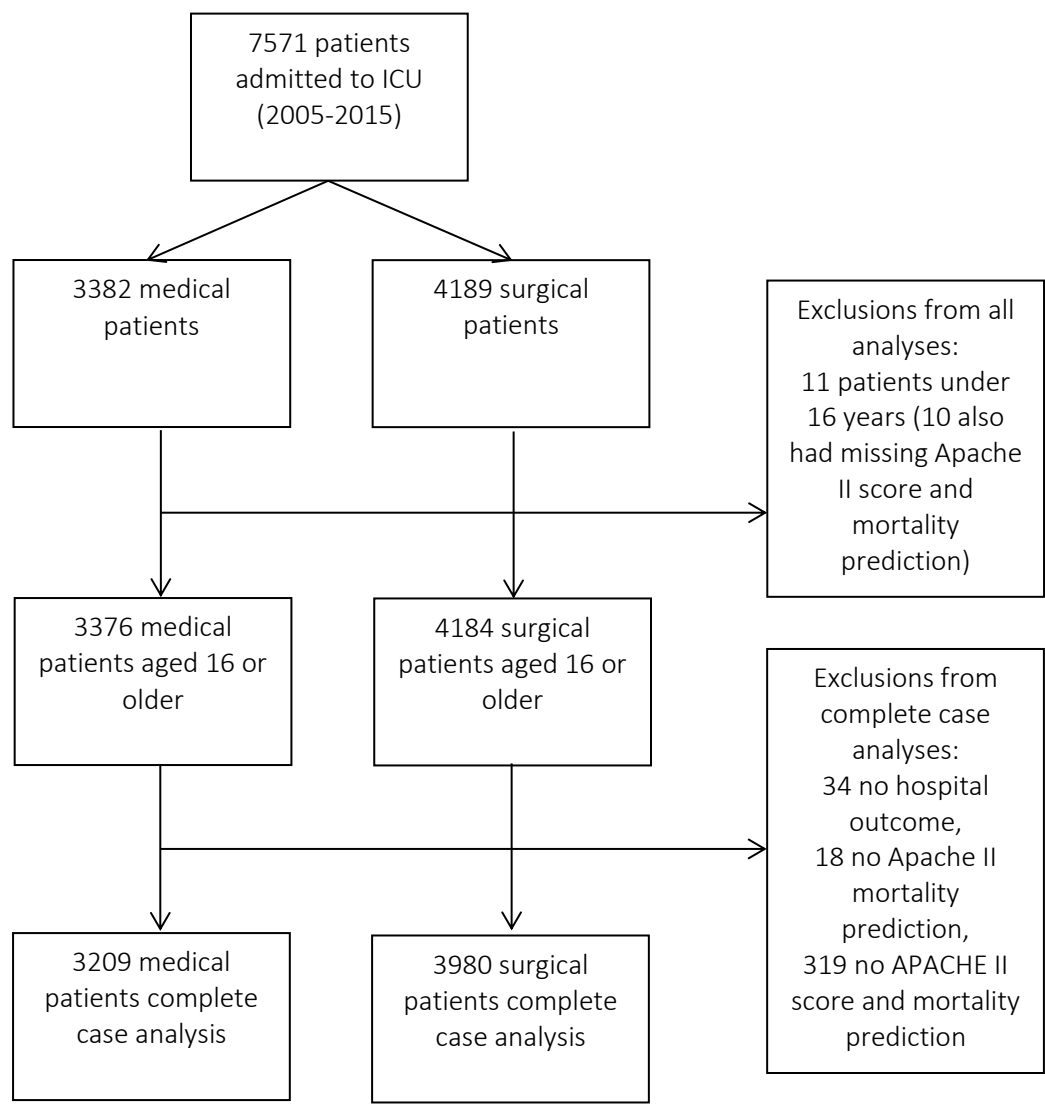 7571 patients
admitted to ICU
(2005-2015)
3382 medical
patients
4189 surgical
patients
Exclusions from all
analyses:
11 patients under
16 years (10 also
had missing Apache
II score and
mortality
prediction)
3376 medical
patients aged 16 or
older
4184 surgical
patients aged 16 or
older
Exclusions from
complete case
analyses:
34 no hospital
outcome,
18 no Apache II
mortality
prediction,
319 no APACHE II
score and mortality
prediction
3209 medical
patients complete
case analysis
3980 surgical
patients complete
case analysis